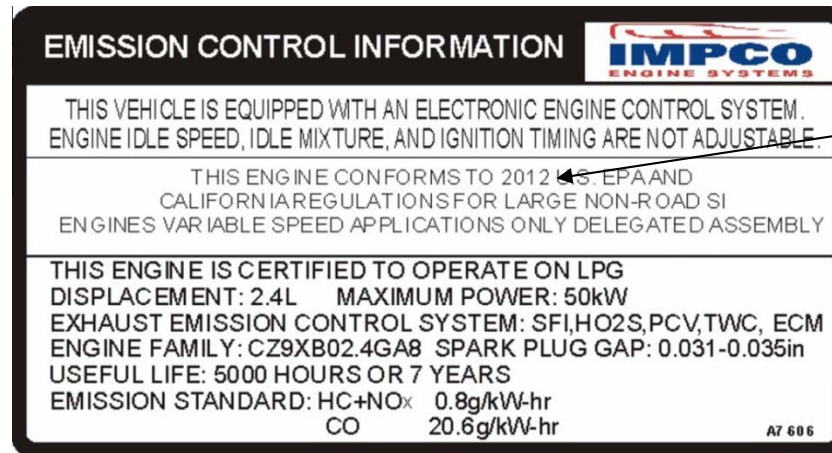 EMISSION CONTROL INFORMATION
IMPCO
ENGINE SYSTEMS
THIS VEHICLE IS EQUIPPED WITH AN ELECTRONIC ENGINE CONTROL SYSTEM.
ENGINE IDLE SPEED, IDLE MIXTURE, AND IGNITION TIMING ARE NOT ADJUSTABLE.
THIS ENGINE CONFORMS TO 2012 U.S. EPA AND
CALIFORNIA REGULATIONS FOR LARGE NON-ROAD SI
ENGINES VARIABLE SPEED APPLICATIONS ONLY DELEGATED ASSEMBLY
THIS ENGINE IS CERTIFIED TO OPERATE ON LPG
DISPLACEMENT: 2.4L MAXIMUM POWER: 50kW
EXHAUST EMISSION CONTROL SYSTEM: SFI,HO2S,PCV,TWC, ECM
ENGINE FAMILY: CZ9XB02.4GA8 SPARK PLUG GAP: 0.031-0.035in
USEFUL LIFE: 5000 HOURS OR 7 YEARS
EMISSION STANDARD: HC+NOx 0.8g/kW-hr
CO 20.6g/kW-hr
A7 606